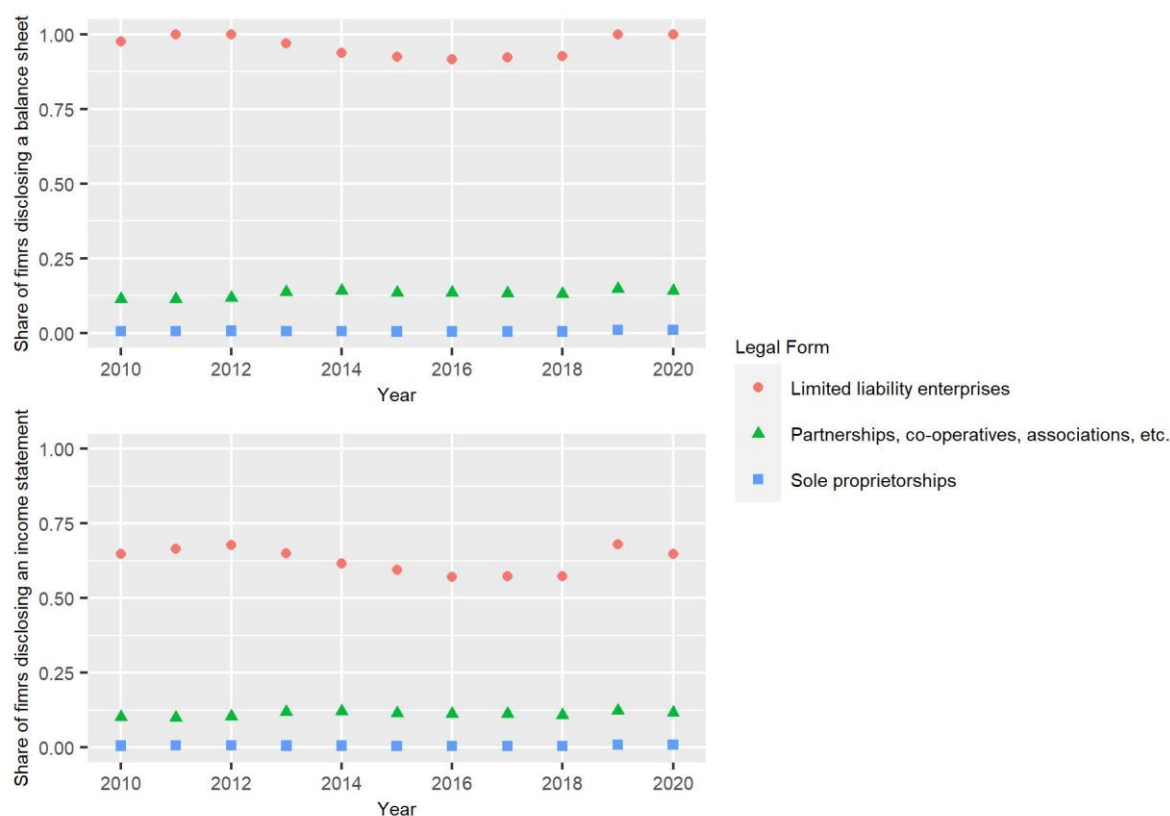 Share of fimrs disclosing a balance sheet
1.00
0.75
0.50
0.25
0.00
2010 2012 2014 2016 2018 2020
Year
Share of fimrs disclosing an income statement
1.00
0.75
0.50
0.25
0.00
2010 2012 2014 2016 2018 2020
Year
Legal Form
Limited liability enterprises
Partnerships, co-operatives, associations, etc.
Sole proprietorships